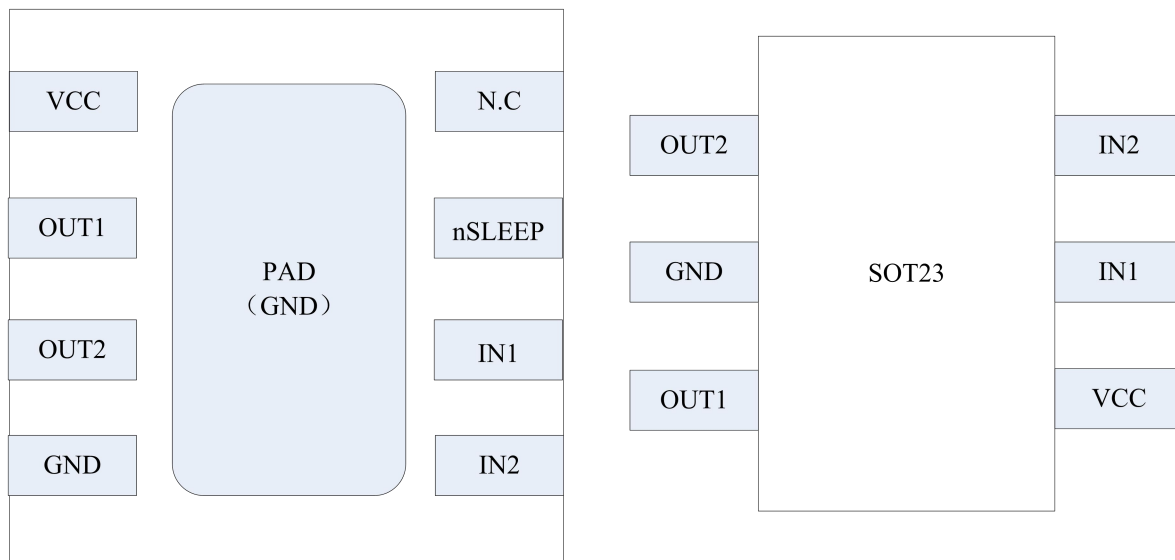 VCC
OUT1
OUT2
GND
PAD
（GND）
N.C
nSLEEP
IN1
IN2
OUT2
GND
OUT1
SOT23
IN2
IN1
VCC